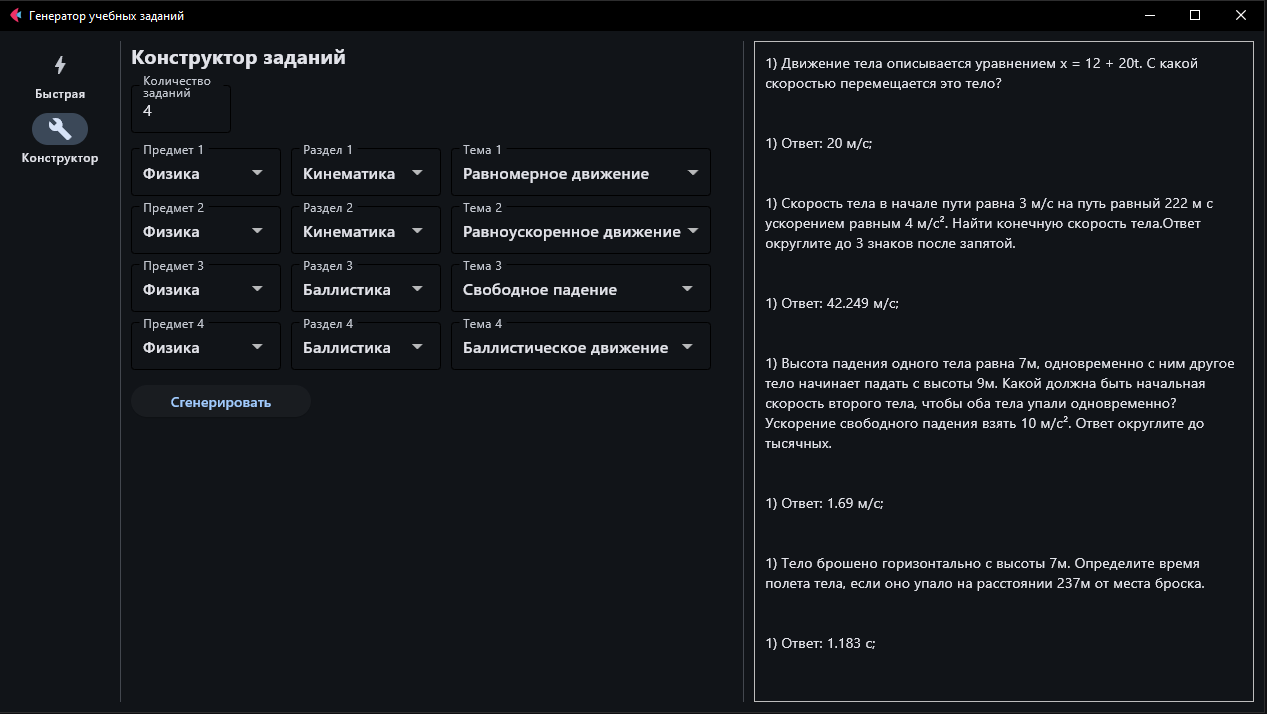 Генератор учебных заданий
Быстрая
Конструктор
Конструктор заданий
Количество
заданий
4
Предмет 1
Физика
Раздел 1
Кинематика
Тема 1
Равномерное движение
Предмет 2
Физика
Раздел 2
Кинематика
Тема 2
Равноускоренное движение
Предмет 3
Физика
Раздел 3
Баллистика
Тема 3
Свободное падение
Предмет 4
Физика
Раздел 4
Баллистика
Тема 4
Баллистическое движение
Сгенерировать
1) Движение тела описывается уравнением x = 12 + 20t. С какой
скоростью перемещается это тело?
1) Ответ: 20 м/с;
1) Скорость тела в начале пути равна 3 м/с на путь равный 222 м с
ускорением равным 4 м/с². Найти конечную скорость тела.Ответ
округлите до 3 знаков после запятой.
1) Ответ: 42.249 м/с;
1) Высота падения одного тела равна 7м, одновременно с ним другое
тело начинает падать с высоты 9м. Какой должна быть начальная
скорость второго тела, чтобы оба тела упали одновременно?
Ускорение свободного падения взять 10 м/с². Ответ округлите до
тысячных.
1) Ответ: 1.69 м/с;
1) Тело брошено горизонтально с высоты 7м. Определите время
полета тела, если оно упало на расстоянии 237м от места броска.
1) Ответ: 1.183 с;